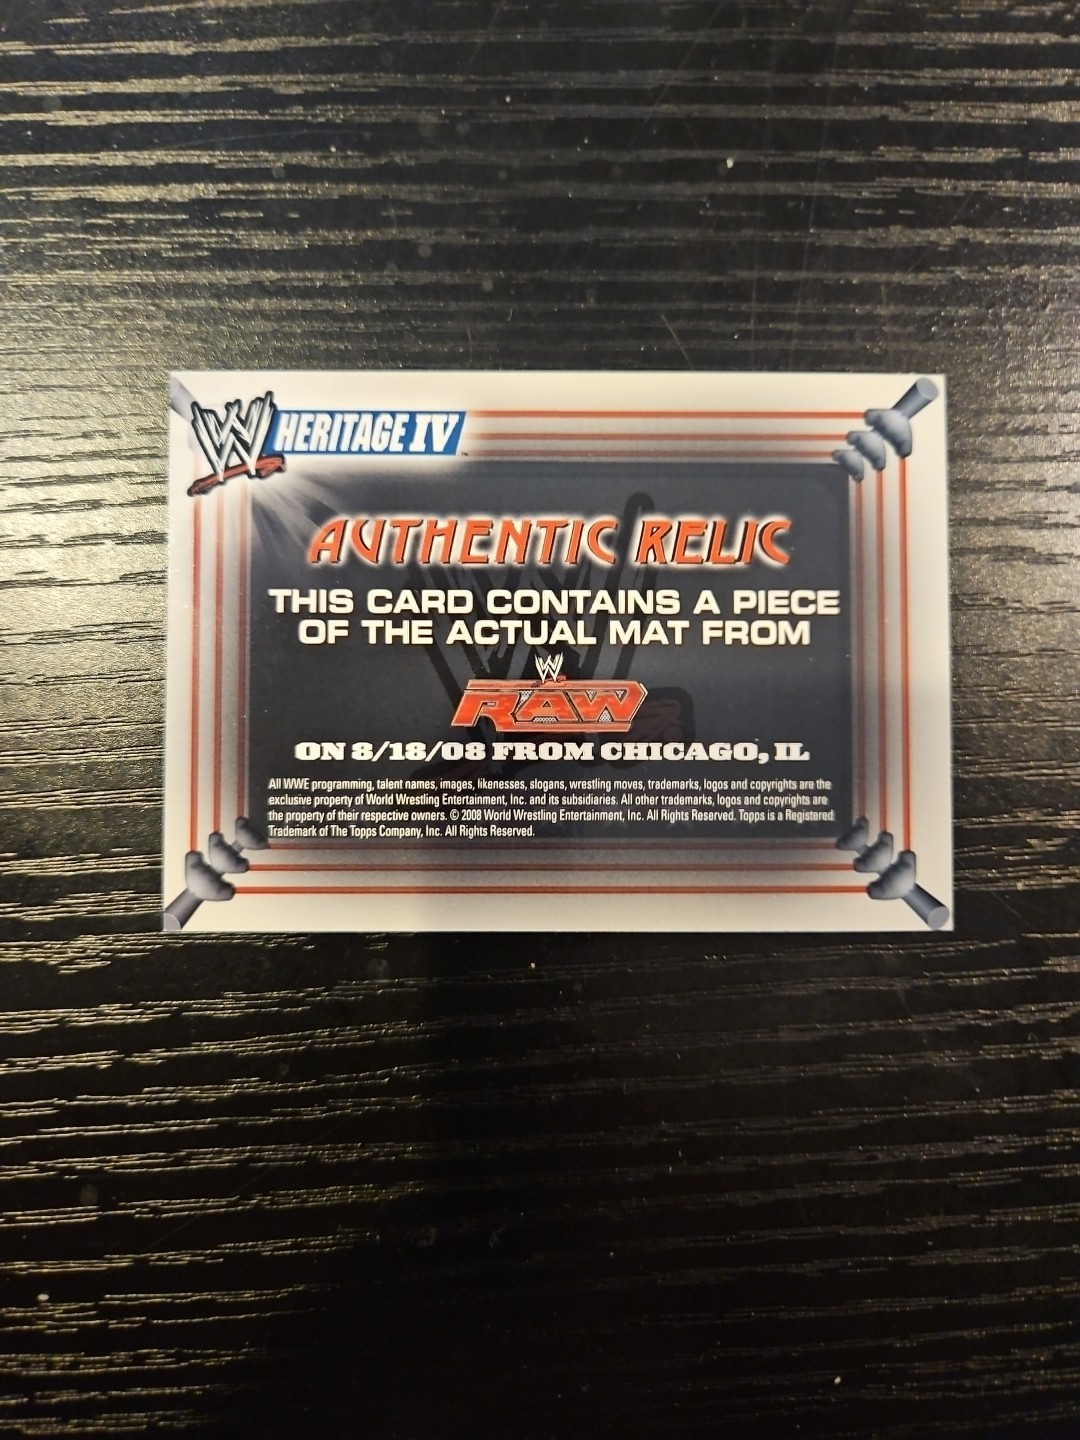 W HERITAGE IV™
AUTHENTIC RELIC
THIS CARD CONTAINS A PIECE
OF THE ACTUAL MAT FROM
W
RAW
ON 8/18/08 FROM CHICAGO, IL
All WWE programming, talent names, images, likenesses, slogans, wrestling moves, trademarks, logos and copyrights are the
exclusive property of World Wrestling Entertainment, Inc. and its subsidiaries. All other trademarks, logos and copyrights are
the property of their respective owners. © 2008 World Wrestling Entertainment, Inc. All Rights Reserved. Topps is a Registered
Trademark of The Topps Company, Inc. All Rights Reserved.